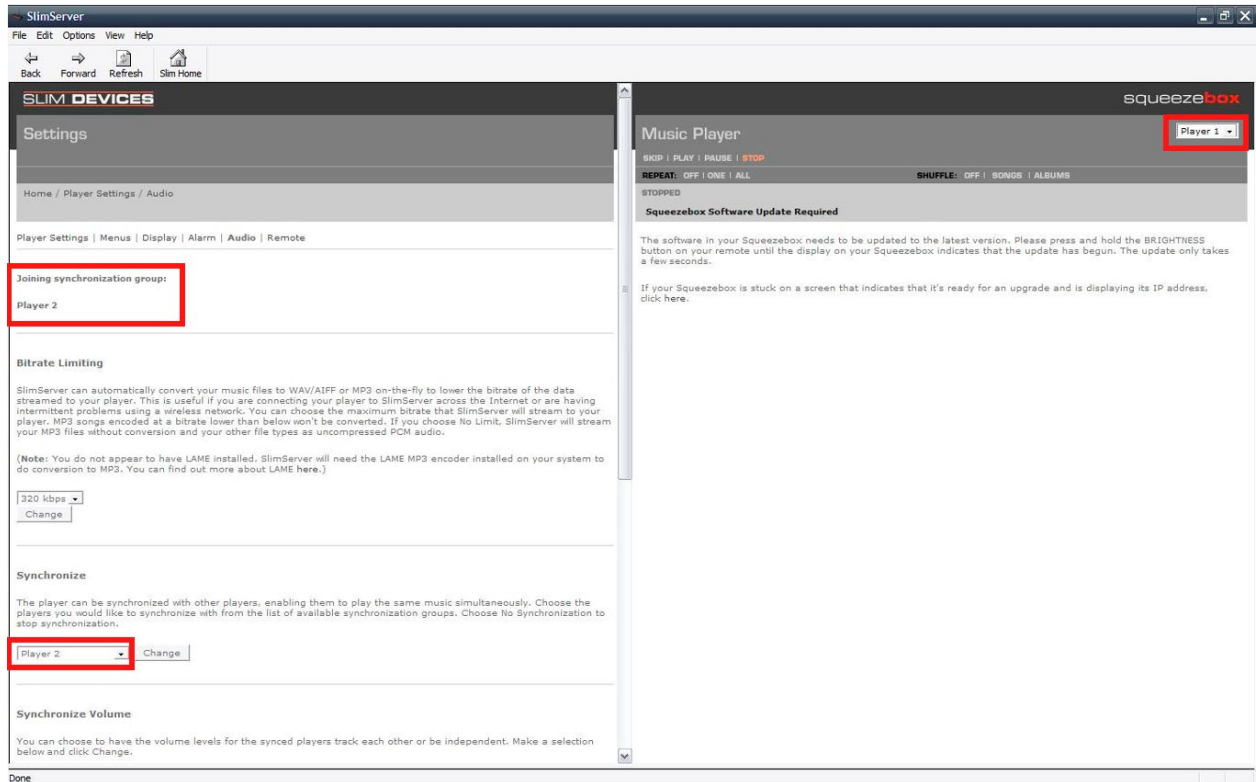 SlimServer
File Edit Options View Help
Back Forward Refresh Slim Home
SLIM DEVICES
Settings
Home / Player Settings / Audio
Player Settings | Menus | Display | Alarm | Audio | Remote
Joining synchronization group:
Player 2
Bitrate Limiting
SlimServer can automatically convert your music files to WAV/AIFF or MP3 on-the-fly to lower the bitrate of the data
streamed to your player. This is useful if you are connecting your player to SlimServer across the Internet or are having
intermittent problems using a wireless network. You can choose the maximum bitrate that SlimServer will stream to your
player. MP3 songs encoded at a bitrate lower than below won't be converted. If you choose No Limit, SlimServer will stream
your MP3 files without conversion and your other file types as uncompressed PCM audio.
(Note: You do not appear to have LAME installed. SlimServer will need the LAME MP3 encoder installed on your system to
do conversion to MP3. You can find out more about LAME here.)
320 kbps
Change
Synchronize
The player can be synchronized with other players, enabling them to play the same music simultaneously. Choose the
players you would like to synchronize with from the list of available synchronization groups. Choose No Synchronization to
stop synchronization.
Player 2 Change
Synchronize Volume
You can choose to have the volume levels for the synced players track each other or be independent. Make a selection
below and click Change.
squeezebox
Music Player Player 1
SKIP | PLAY | PAUSE | STOP
REPEAT: OFF | ONE | ALL SHUFFLE: OFF | SONGS | ALBUMS
STOPPED
Squeezebox Software Update Required
The software in your Squeezebox needs to be updated to the latest version. Please press and hold the BRIGHTNESS
button on your remote until the display on your Squeezebox indicates that the update has begun. The update only takes
a few seconds.
If your Squeezebox is stuck on a screen that indicates that it's ready for an upgrade and is displaying its IP address,
click here.
Done